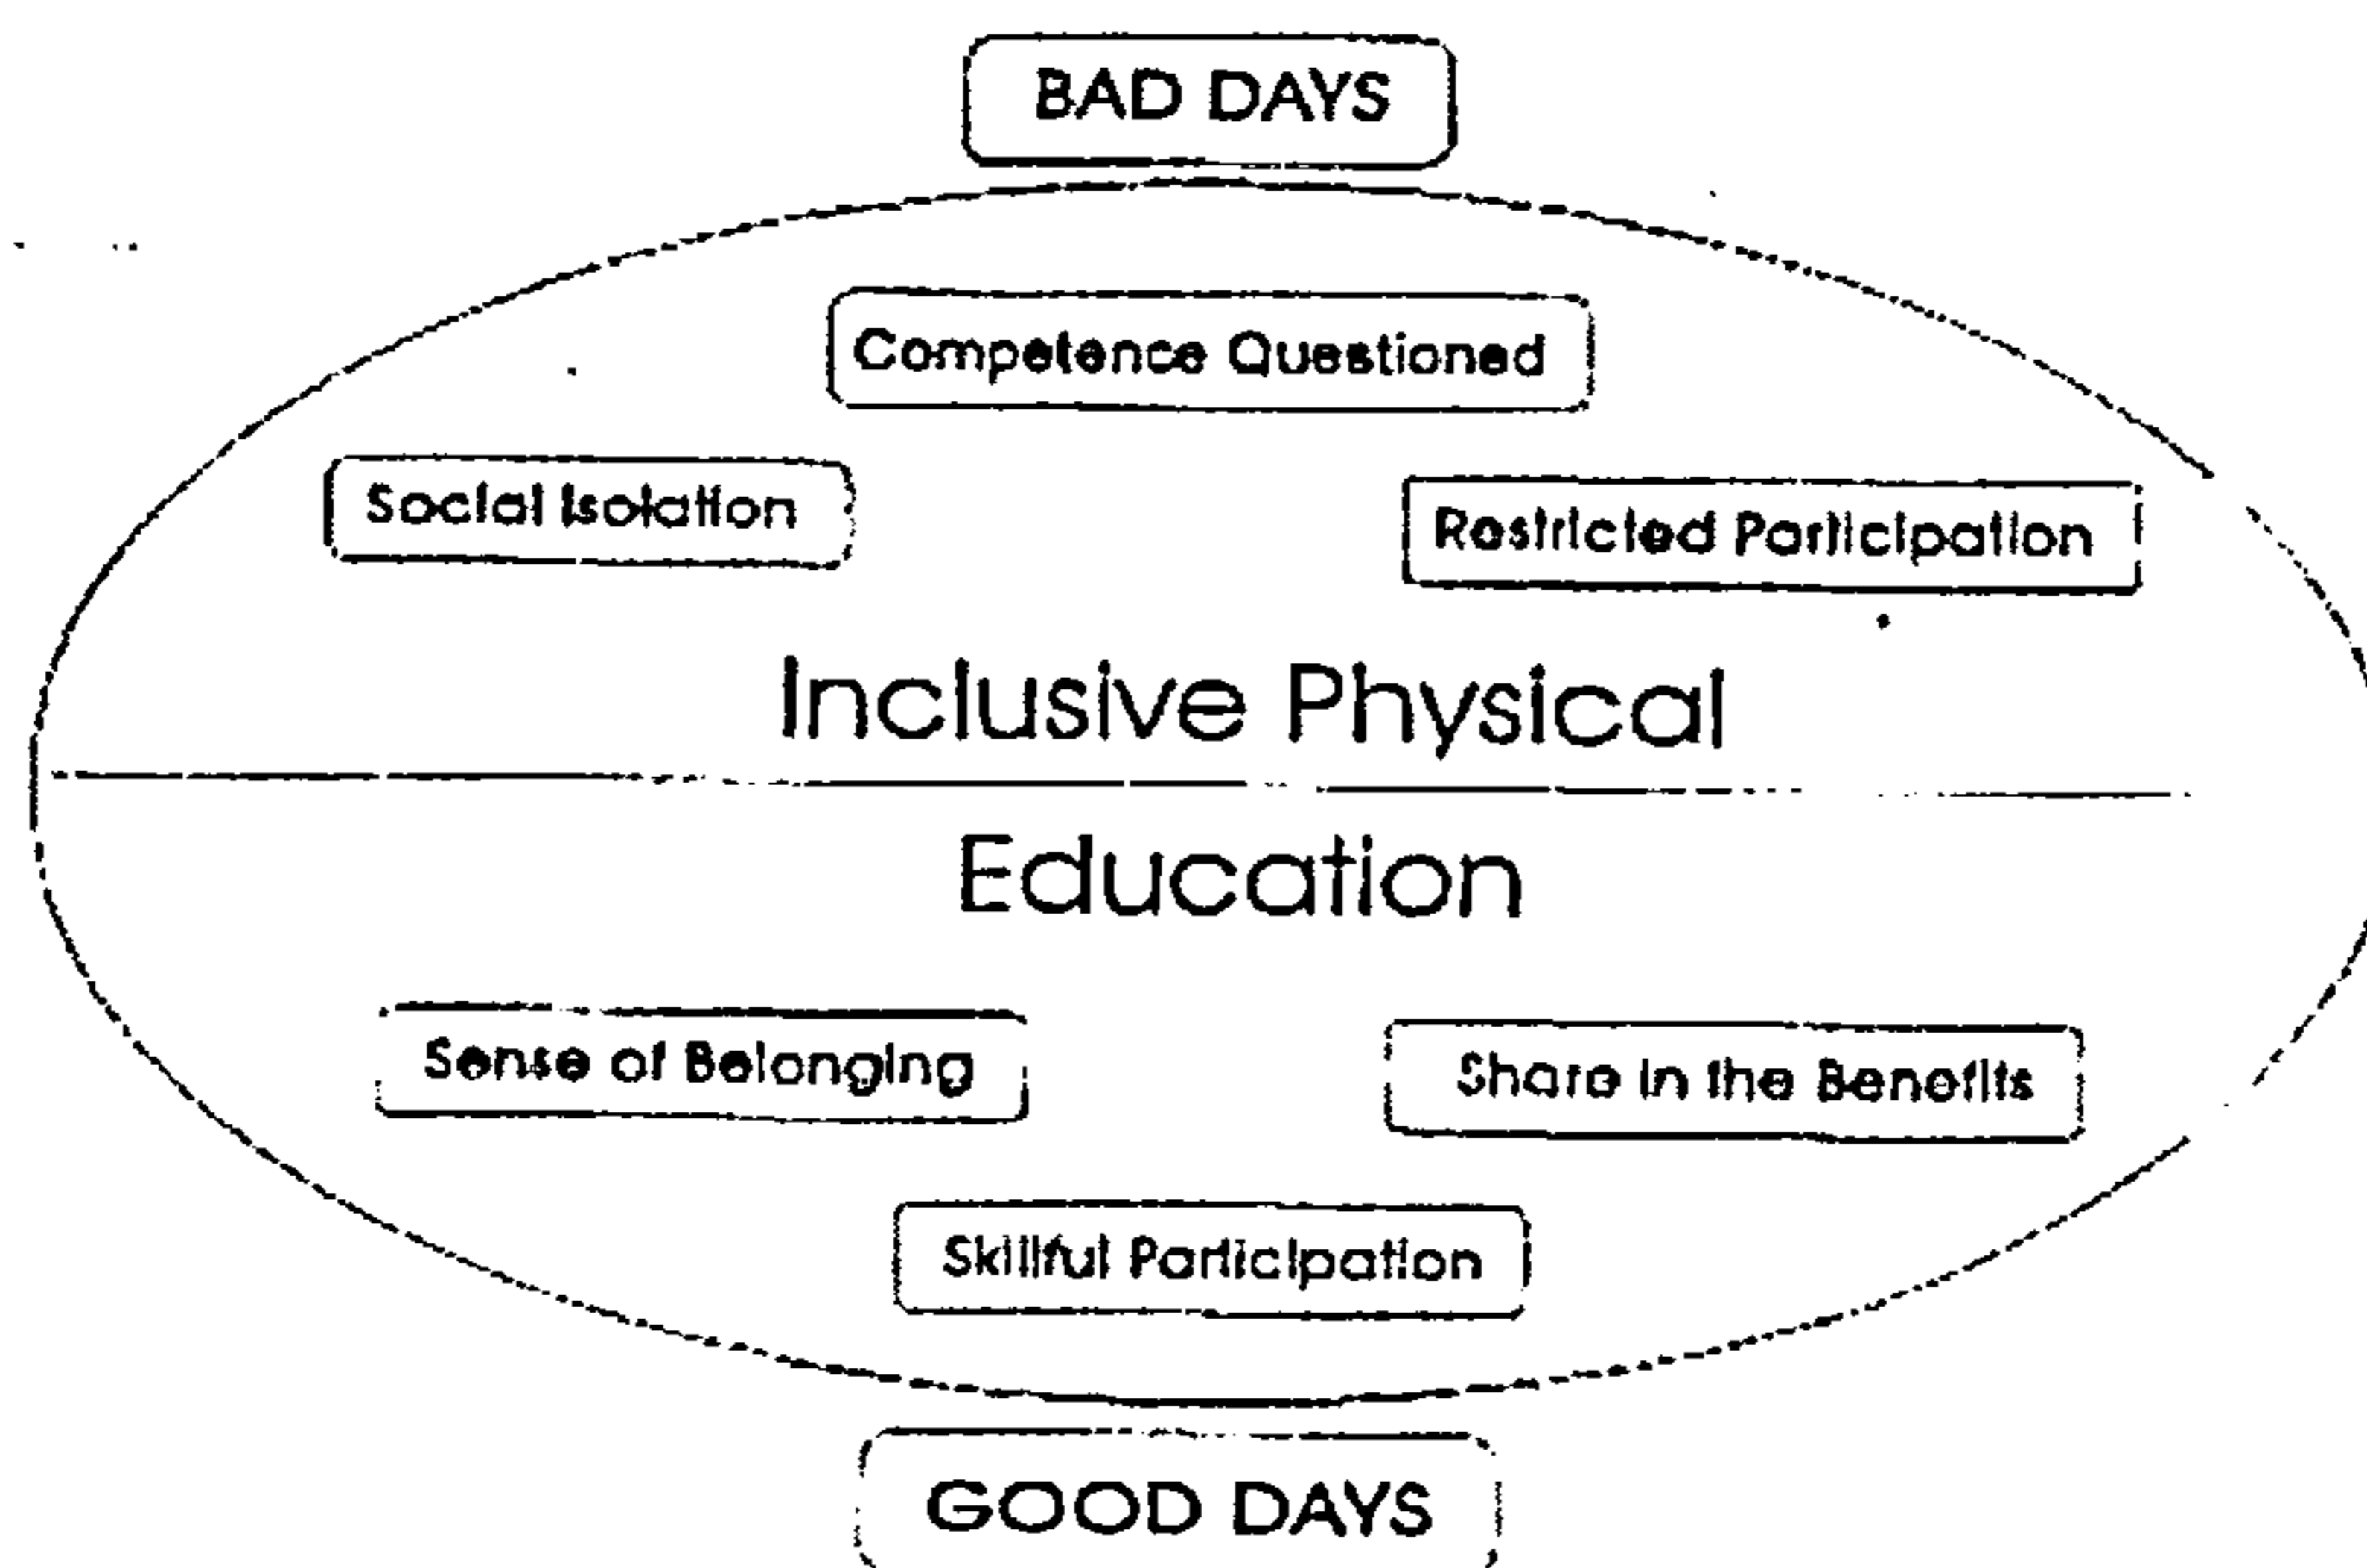 BAD DAYS
Competence Questioned
Social Isolation
Restricted Participation
Inclusive Physical
Education
Sense of Belonging
Share in the Benefits
Skillful Participation
GOOD DAYS